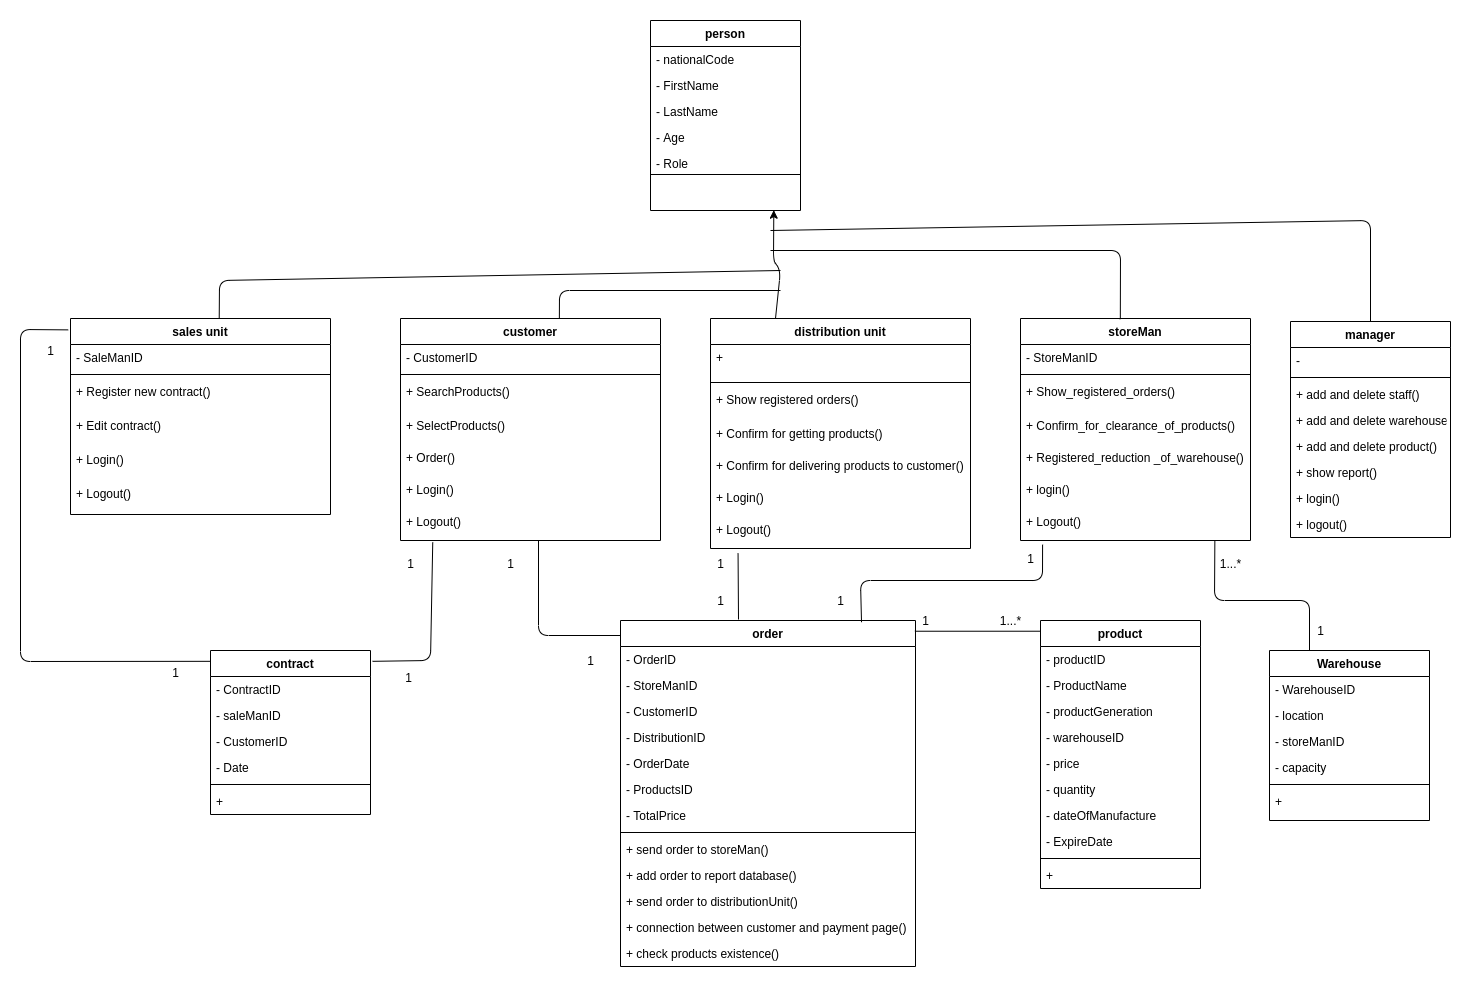 person
- nationalCode
- FirstName
- LastName
- Age
- Role
sales unit
- SaleManID
+ Register new contract()
+ Edit contract()
+ Login()
+ Logout()
customer
- CustomerID
+ SearchProducts()
+ SelectProducts()
+ Order()
+ Login()
+ Logout()
distribution unit
+
+ Show registered orders()
+ Confirm for getting products()
+ Confirm for delivering products to customer()
+ Login()
+ Logout()
storeMan
- StoreManID
+ Show_registered_orders()
+ Confirm_for_clearance_of_products()
+ Registered_reduction _of_warehouse()
+ login()
+ Logout()
manager
-
+ add and delete staff()
+ add and delete warehouse
+ add and delete product()
+ show report()
+ login()
+ logout()
1
1
1
1
1
1...*
1
1
1
1...*
1
1
1
1
contract
- ContractID
- saleManID
- CustomerID
- Date
+
order
- OrderID
- StoreManID
- CustomerID
- DistributionID
- OrderDate
- ProductsID
- TotalPrice
+ send order to storeMan()
+ add order to report database()
+ send order to distributionUnit()
+ connection between customer and payment page()
+ check products existence()
product
- productID
- ProductName
- productGeneration
- warehouseID
- price
- quantity
- dateOfManufacture
- ExpireDate
+
Warehouse
- WarehouseID
- location
- storeManID
- capacity
+